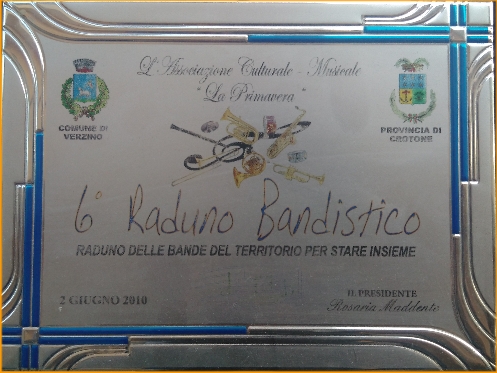 L'Associazione Culturale - Musicale
"La Primavera"
COMUNE DI
VERZINO
PROVINCIA DI
CROTONE
6° Raduno Bandistico
RADUNO DELLE BANDE DEL TERRITORIO PER STARE INSIEME
2 GIUGNO 2010
IL PRESIDENTE
Rosaria Maddente